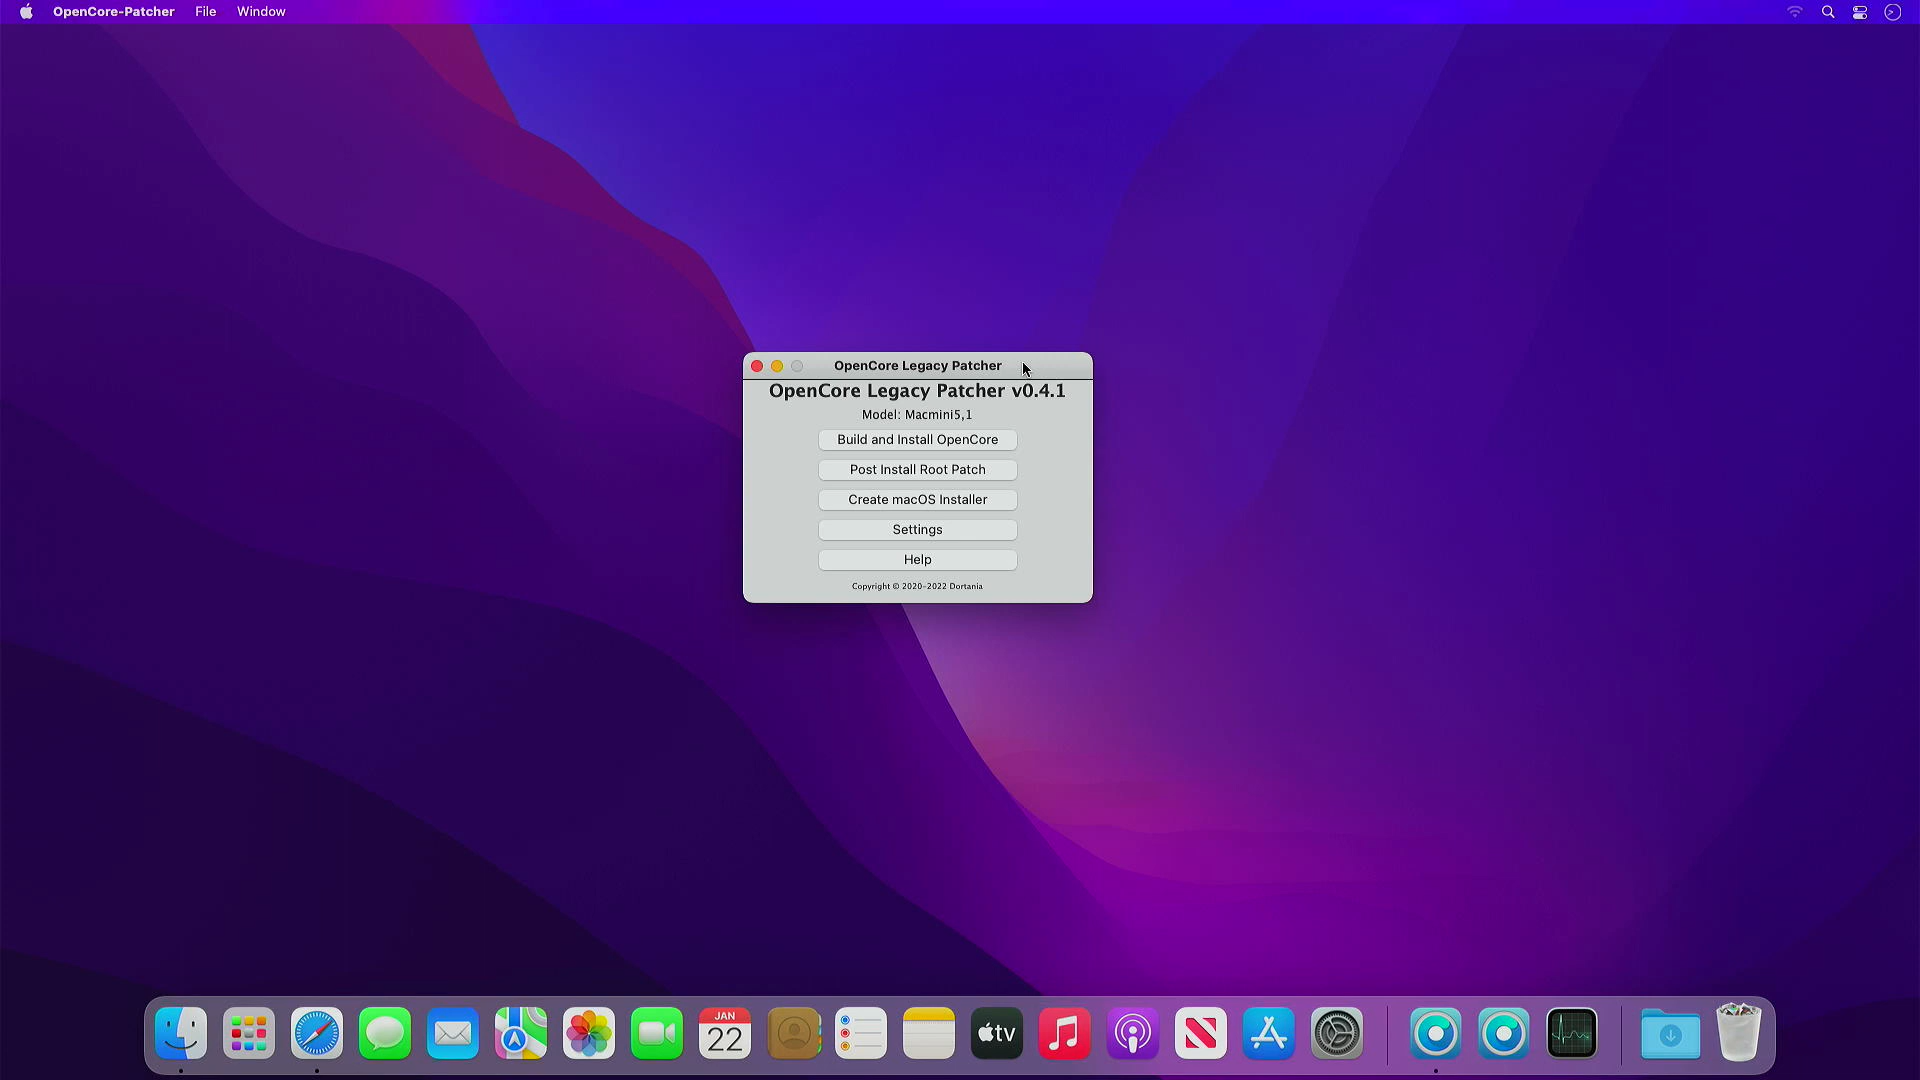 OpenCore-Patcher File Window
OpenCore Legacy Patcher
OpenCore Legacy Patcher v0.4.1
Model: Macmini5,1
Build and Install OpenCore
Post Install Root Patch
Create macOS Installer
Settings
Help
Copyright © 2020-2022 Dortania
JAN
22
tv